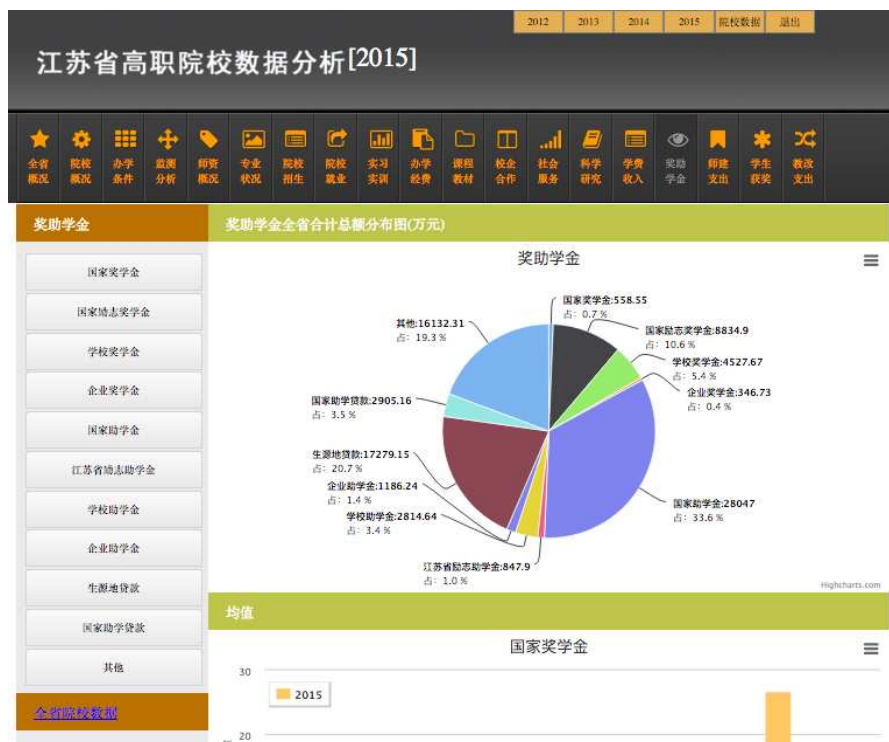 2012 2013 2014 2015 院校数据 退出
江苏省高职院校数据分析[2015]
全省概况 院校概况 办学条件 监测分析 师资概况 专业状况 院校招生 院校就业 实习实训 办学经费 课程教材 校企合作 社会服务 科学研究 学费收入 奖助学金 师建支出 学生获奖 教改支出
奖助学金
国家奖学金
国家励志奖学金
学校奖学金
企业奖学金
国家助学金
江苏省励志助学金
学校助学金
企业助学金
生源地贷款
国家助学贷款
其他
全省院校数据
奖助学金全省合计总额分布图(万元)
奖助学金
国家奖学金:558.55
占: 0.7 %
国家励志奖学金:8834.9
占: 10.6 %
学校奖学金:4527.67
占: 5.4 %
企业奖学金:346.73
占: 0.4 %
国家助学金:28047
占: 33.6 %
江苏省励志助学金:847.9
占: 1.0 %
学校助学金:2814.64
占: 3.4 %
企业助学金:1186.24
占: 1.4 %
生源地贷款:17279.15
占: 20.7 %
国家助学贷款:2905.16
占: 3.5 %
其他:16132.31
占: 19.3 %
Highcharts.com
均值
国家奖学金
30
2015
20